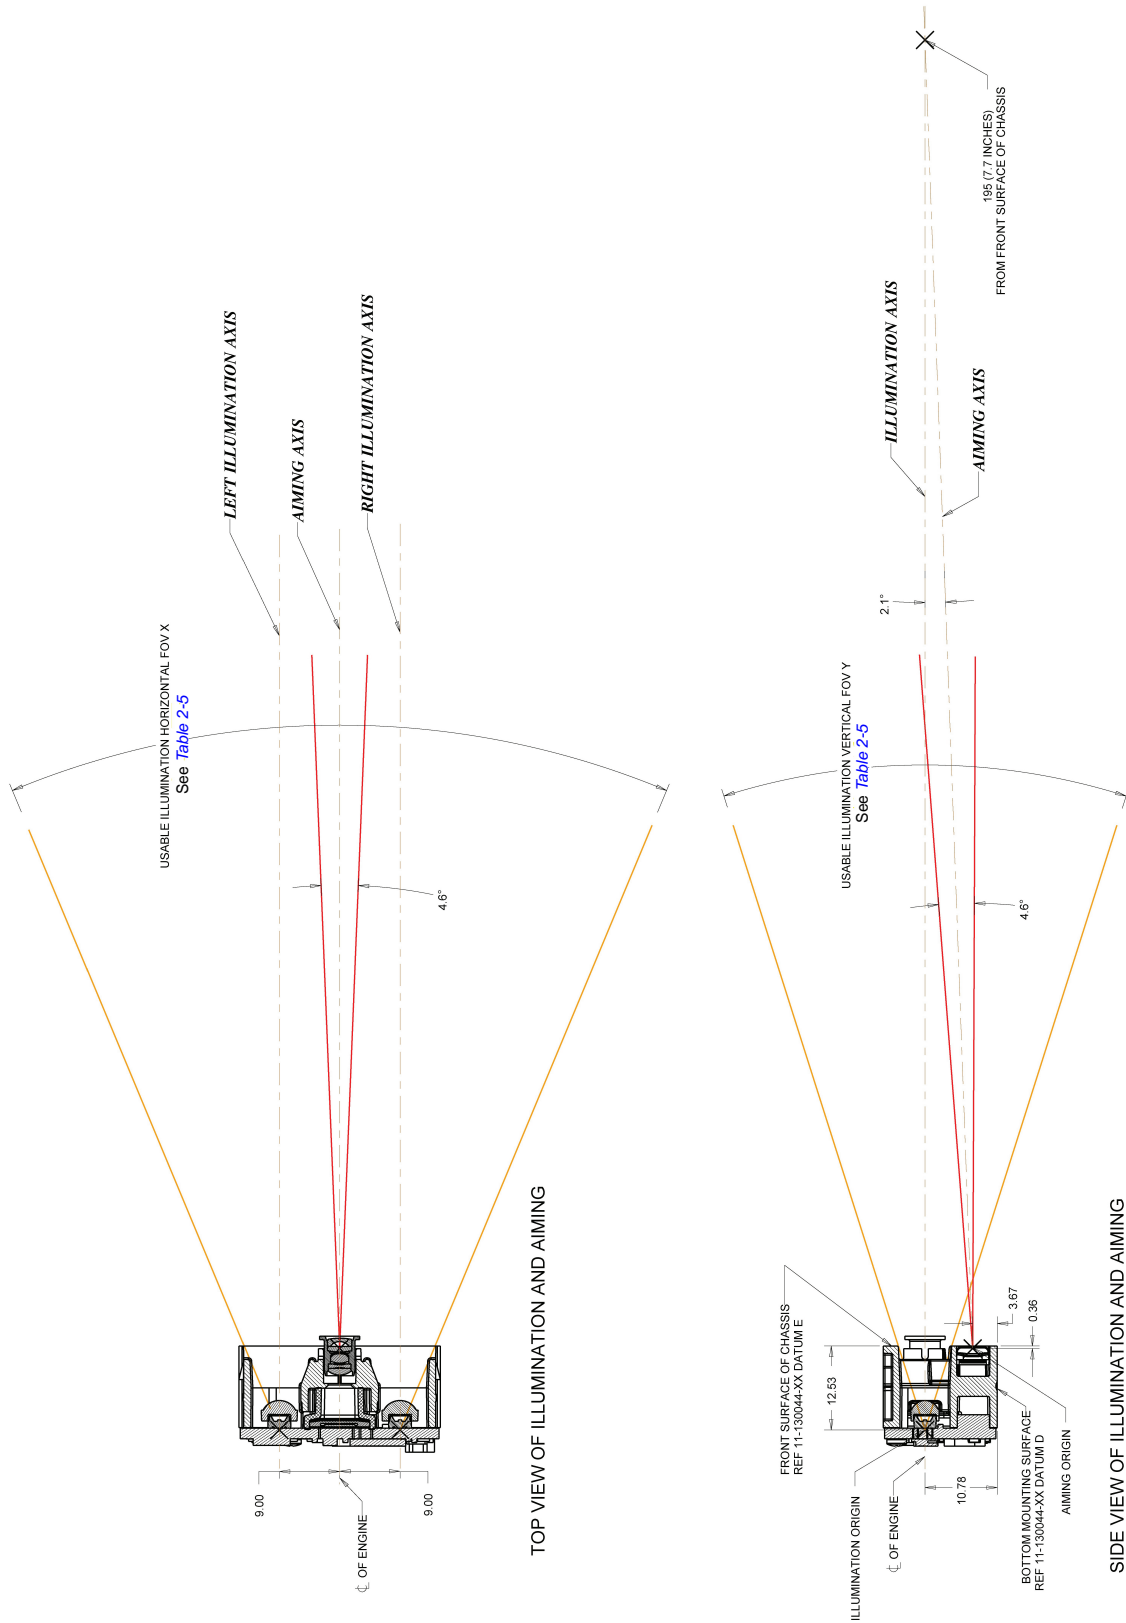 LEFT ILLUMINATION AXIS
AIMING AXIS
RIGHT ILLUMINATION AXIS
USABLE ILLUMINATION HORIZONTAL FOV X
See Table 2-5
4.6°
9.00
9.00
℄ OF ENGINE
TOP VIEW OF ILLUMINATION AND AIMING
195 (7.7 INCHES)
FROM FRONT SURFACE OF CHASSIS
ILLUMINATION AXIS
AIMING AXIS
2.1°
USABLE ILLUMINATION VERTICAL FOV Y
See Table 2-5
4.6°
FRONT SURFACE OF CHASSIS
REF 11-130044-XX DATUM E
12.53
3.67
0.36
ILLUMINATION ORIGIN
℄ OF ENGINE
10.78
BOTTOM MOUNTING SURFACE
REF 11-130044-XX DATUM D
AIMING ORIGIN
SIDE VIEW OF ILLUMINATION AND AIMING